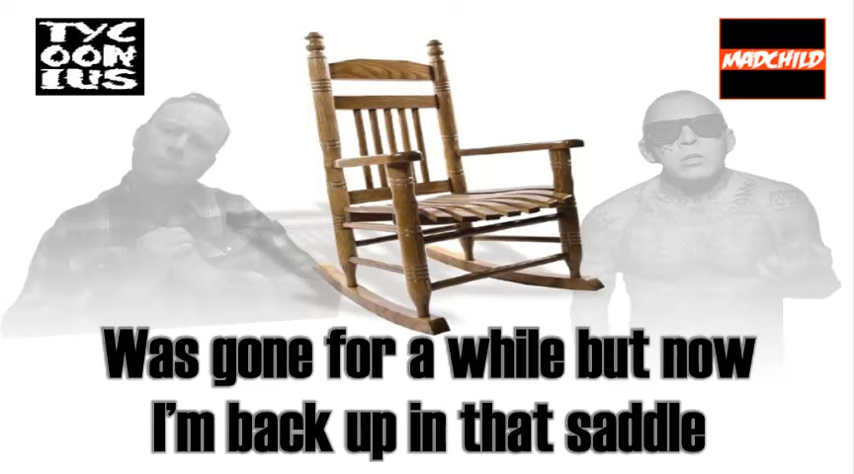 TYC
OON
IUS
MADCHILD
Was gone for a while but now
I'm back up in that saddle